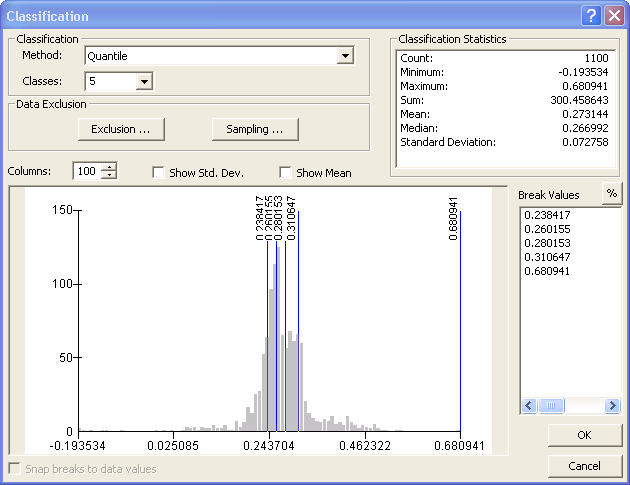 Classification
Classification
Method: Quantile
Classes: 5
Data Exclusion
Exclusion ...
Sampling ...
Columns: 100
Show Std. Dev.
Show Mean
Classification Statistics
Count: 1100
Minimum: -0.193534
Maximum: 0.680941
Sum: 300.458643
Mean: 0.273144
Median: 0.266992
Standard Deviation: 0.072758
Break Values
%
0.238417
0.260155
0.280153
0.310647
0.680941
0.238417
0.260155
0.280153
0.310647
0.680941
150
100
50
0
-0.193534 0.025085 0.243704 0.462322 0.680941
Snap breaks to data values
OK
Cancel